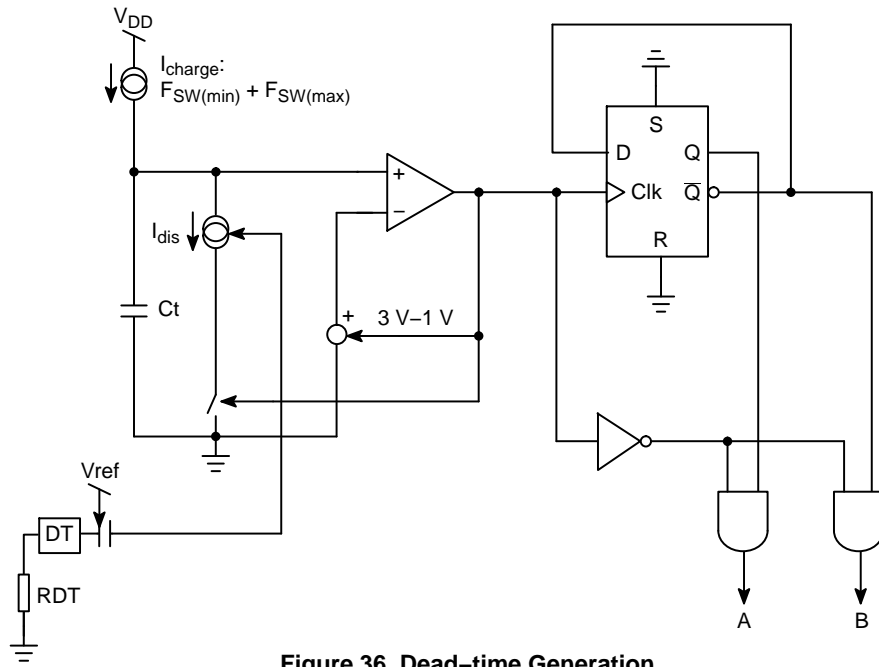 V_DD
I_charge:
F_SW(min) + F_SW(max)
S
D
Q
+
Clk
Q̅
−
I_dis
R
Ct
+
3 V−1 V
Vref
DT
RDT
A
B
Figure 36. Dead−time Generation